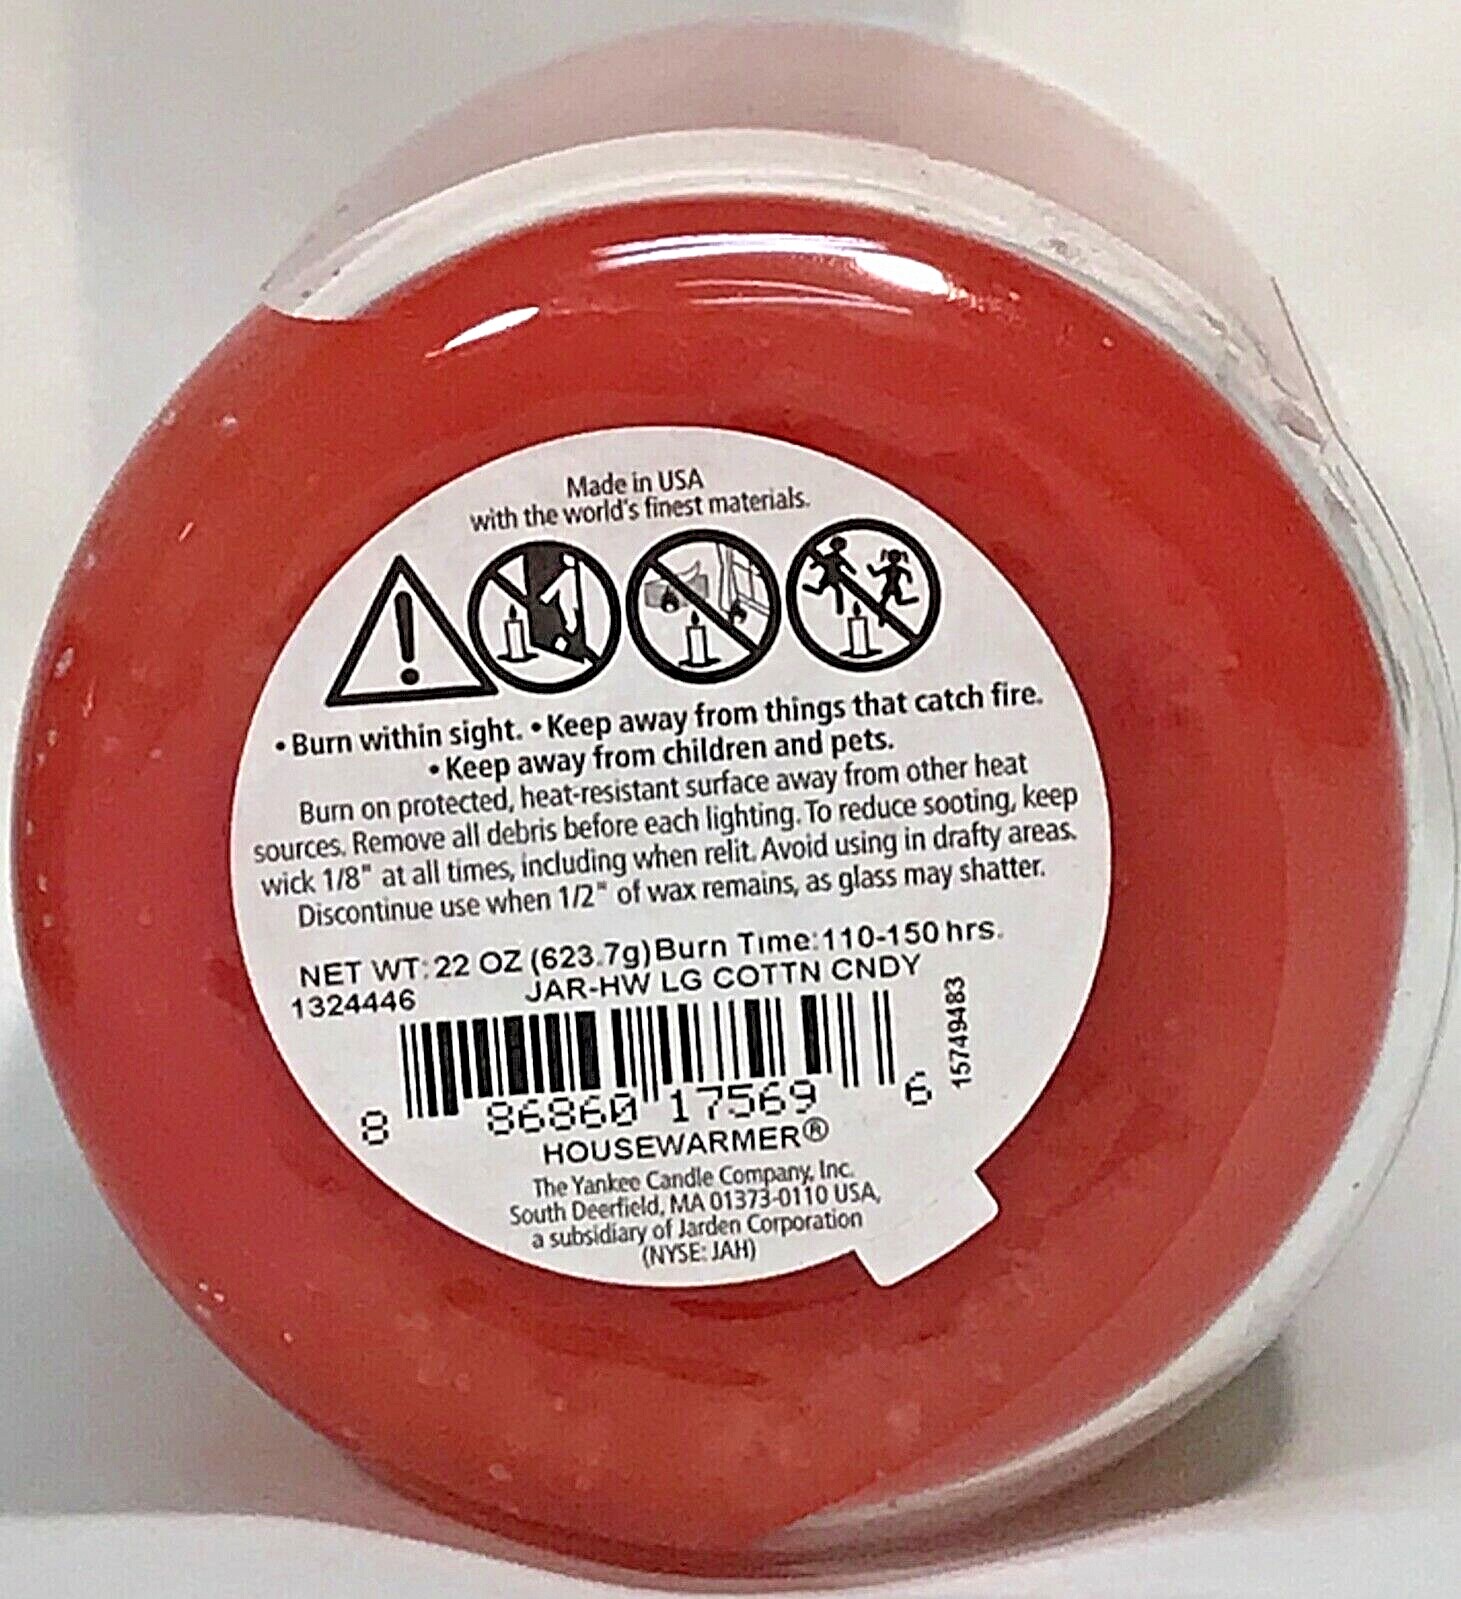 Made in USA
with the world's finest materials.
• Burn within sight. • Keep away from things that catch fire.
• Keep away from children and pets.
Burn on protected, heat-resistant surface away from other heat
sources. Remove all debris before each lighting. To reduce sooting, keep
wick 1/8" at all times, including when relit. Avoid using in drafty areas.
Discontinue use when 1/2" of wax remains, as glass may shatter.
NET WT: 22 OZ (623.7g) Burn Time: 110-150 hrs.
1324446 JAR-HW LG COTTN CNDY
15749483
8 86860 17569 6
HOUSEWARMER®
The Yankee Candle Company, Inc.
South Deerfield, MA 01373-0110 USA,
a subsidiary of Jarden Corporation
(NYSE: JAH)